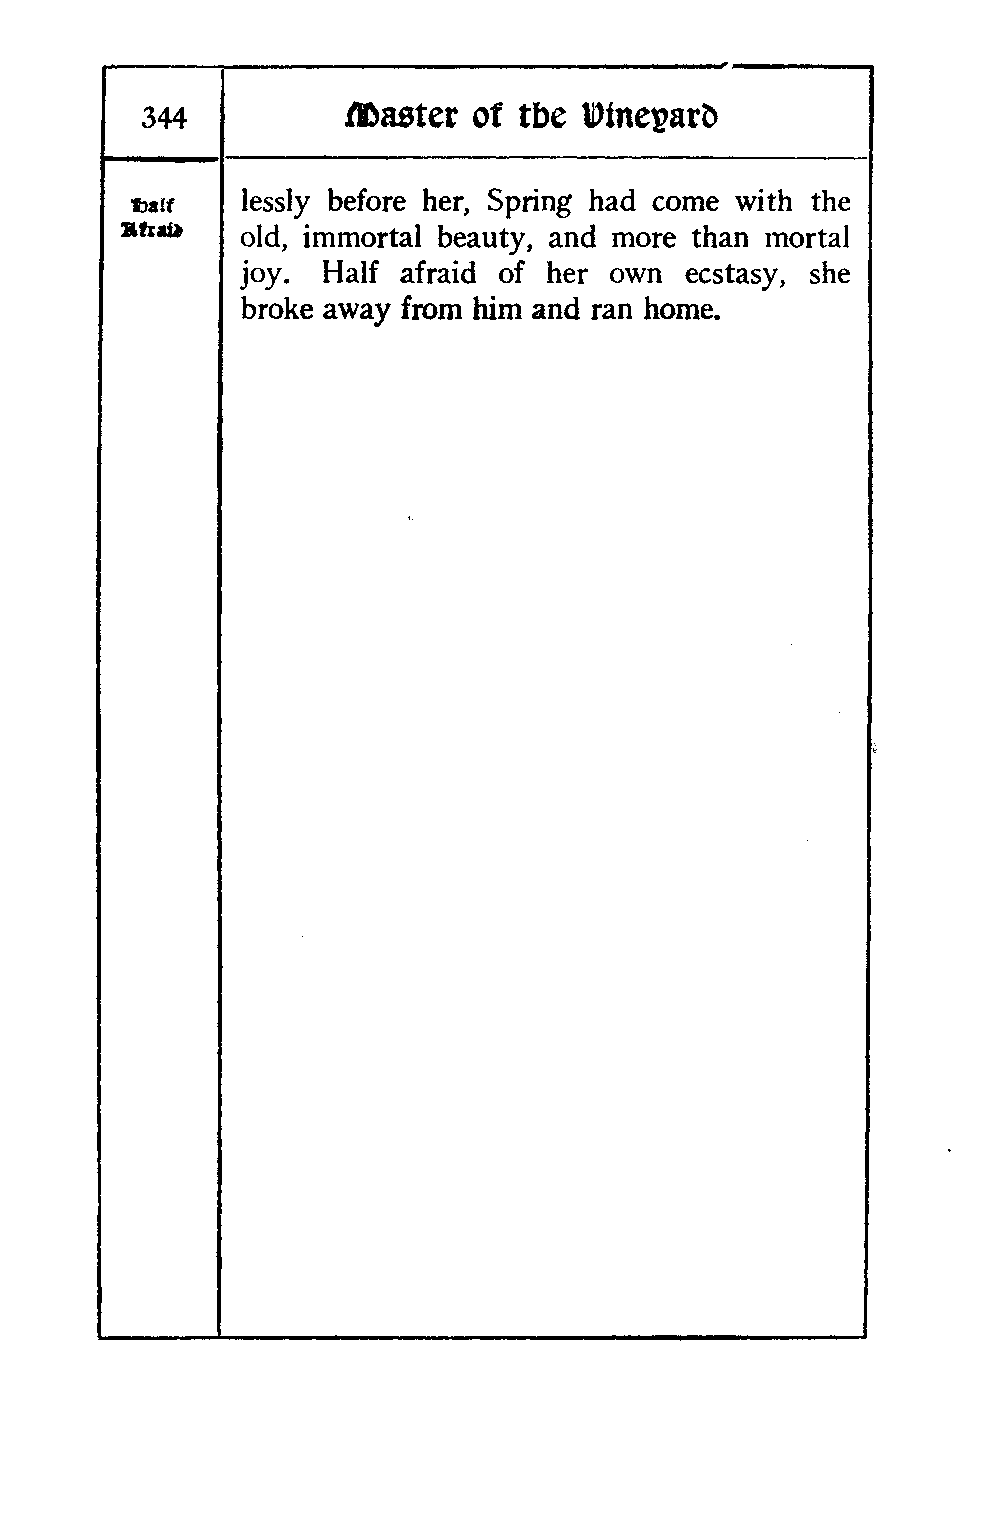 344
Master of the Vineyard
Half
Afraid
lessly before her, Spring had come with the
old, immortal beauty, and more than mortal
joy. Half afraid of her own ecstasy, she
broke away from him and ran home.